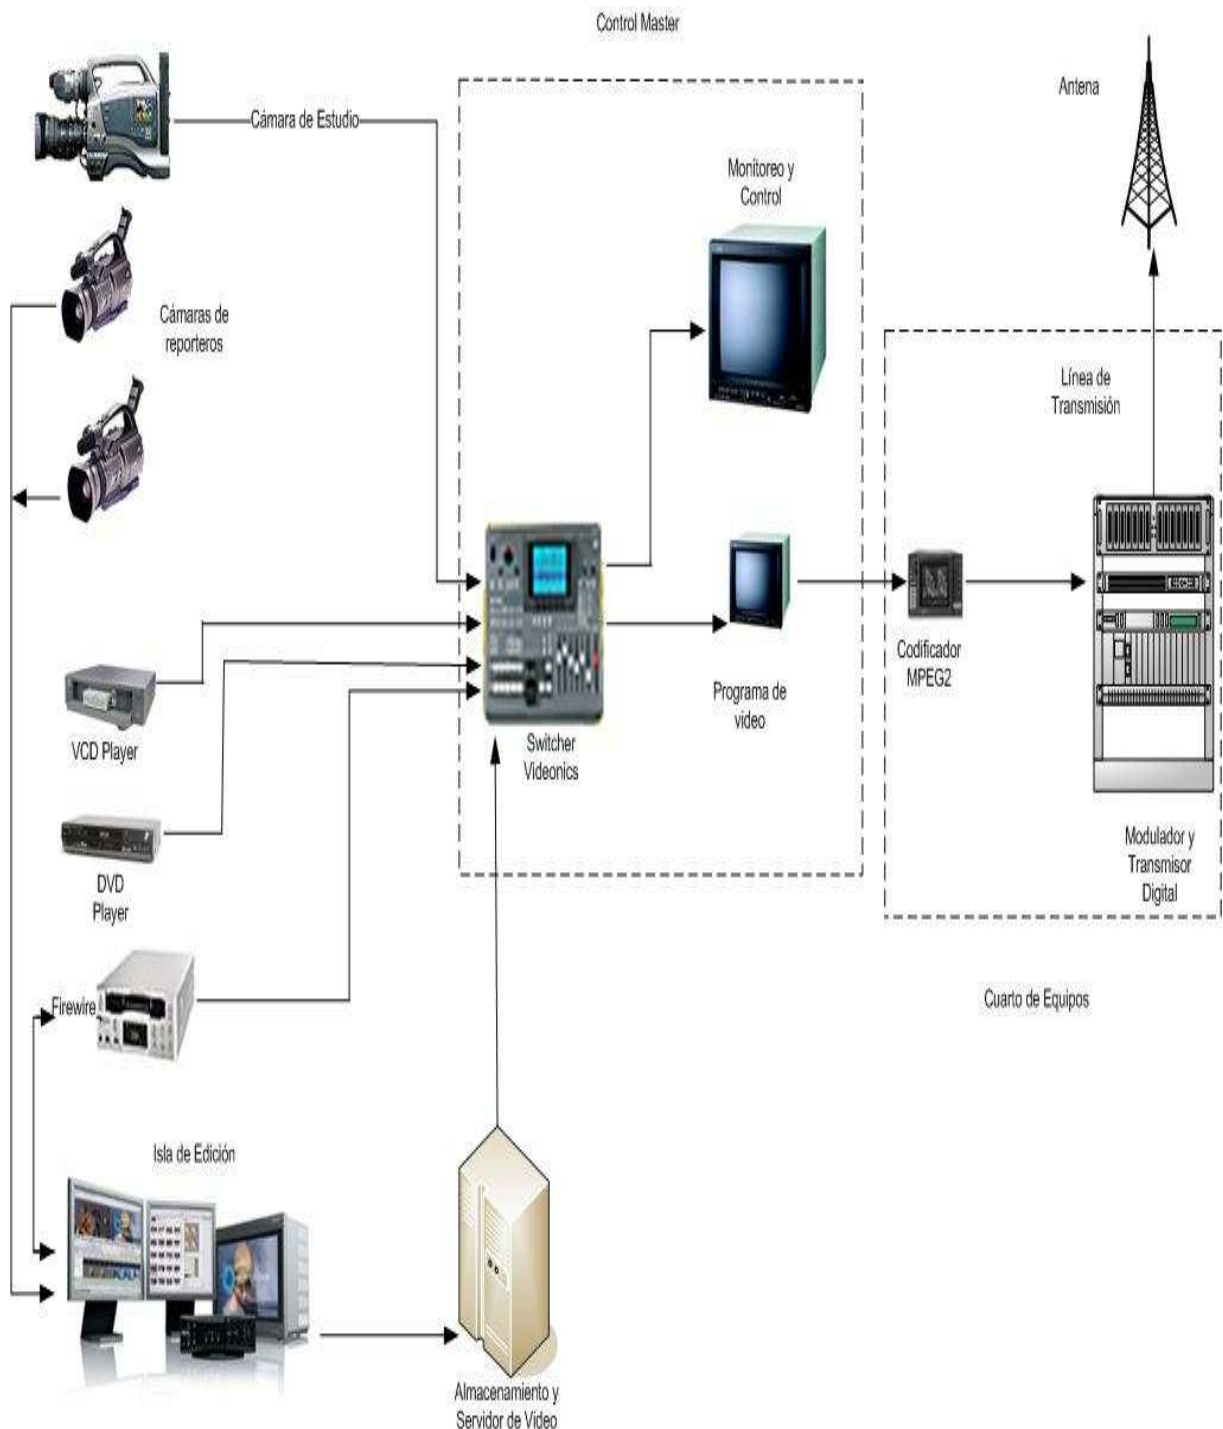 Control Master
Antena
Cámara de Estudio
Monitoreo y
Control
Cámaras de
reporteros
Línea de
Transmisión
Codificador
MPEG2
Programa de
video
VCD Player
Switcher
Videonics
Modulador y
Transmisor
Digital
DVD
Player
Firewire
Cuarto de Equipos
Isla de Edición
Almacenamiento y
Servidor de Video